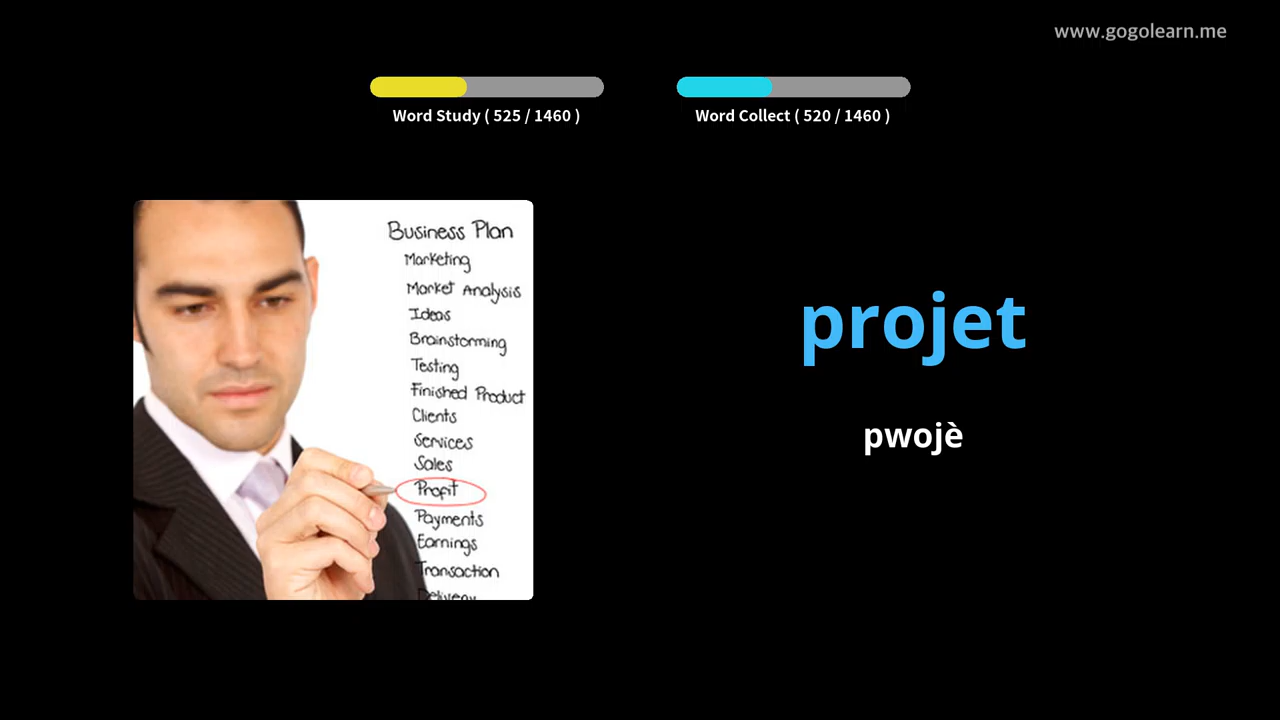 www.gogolearn.me
Word Study ( 525 / 1460 )
Word Collect ( 520 / 1460 )
Business Plan
Marketing
Market Analysis
Ideas
Brainstorming
Testing
Finished Product
Clients
Services
Sales
Profit
Payments
Earnings
Transaction
Delivery
projet
pwojè